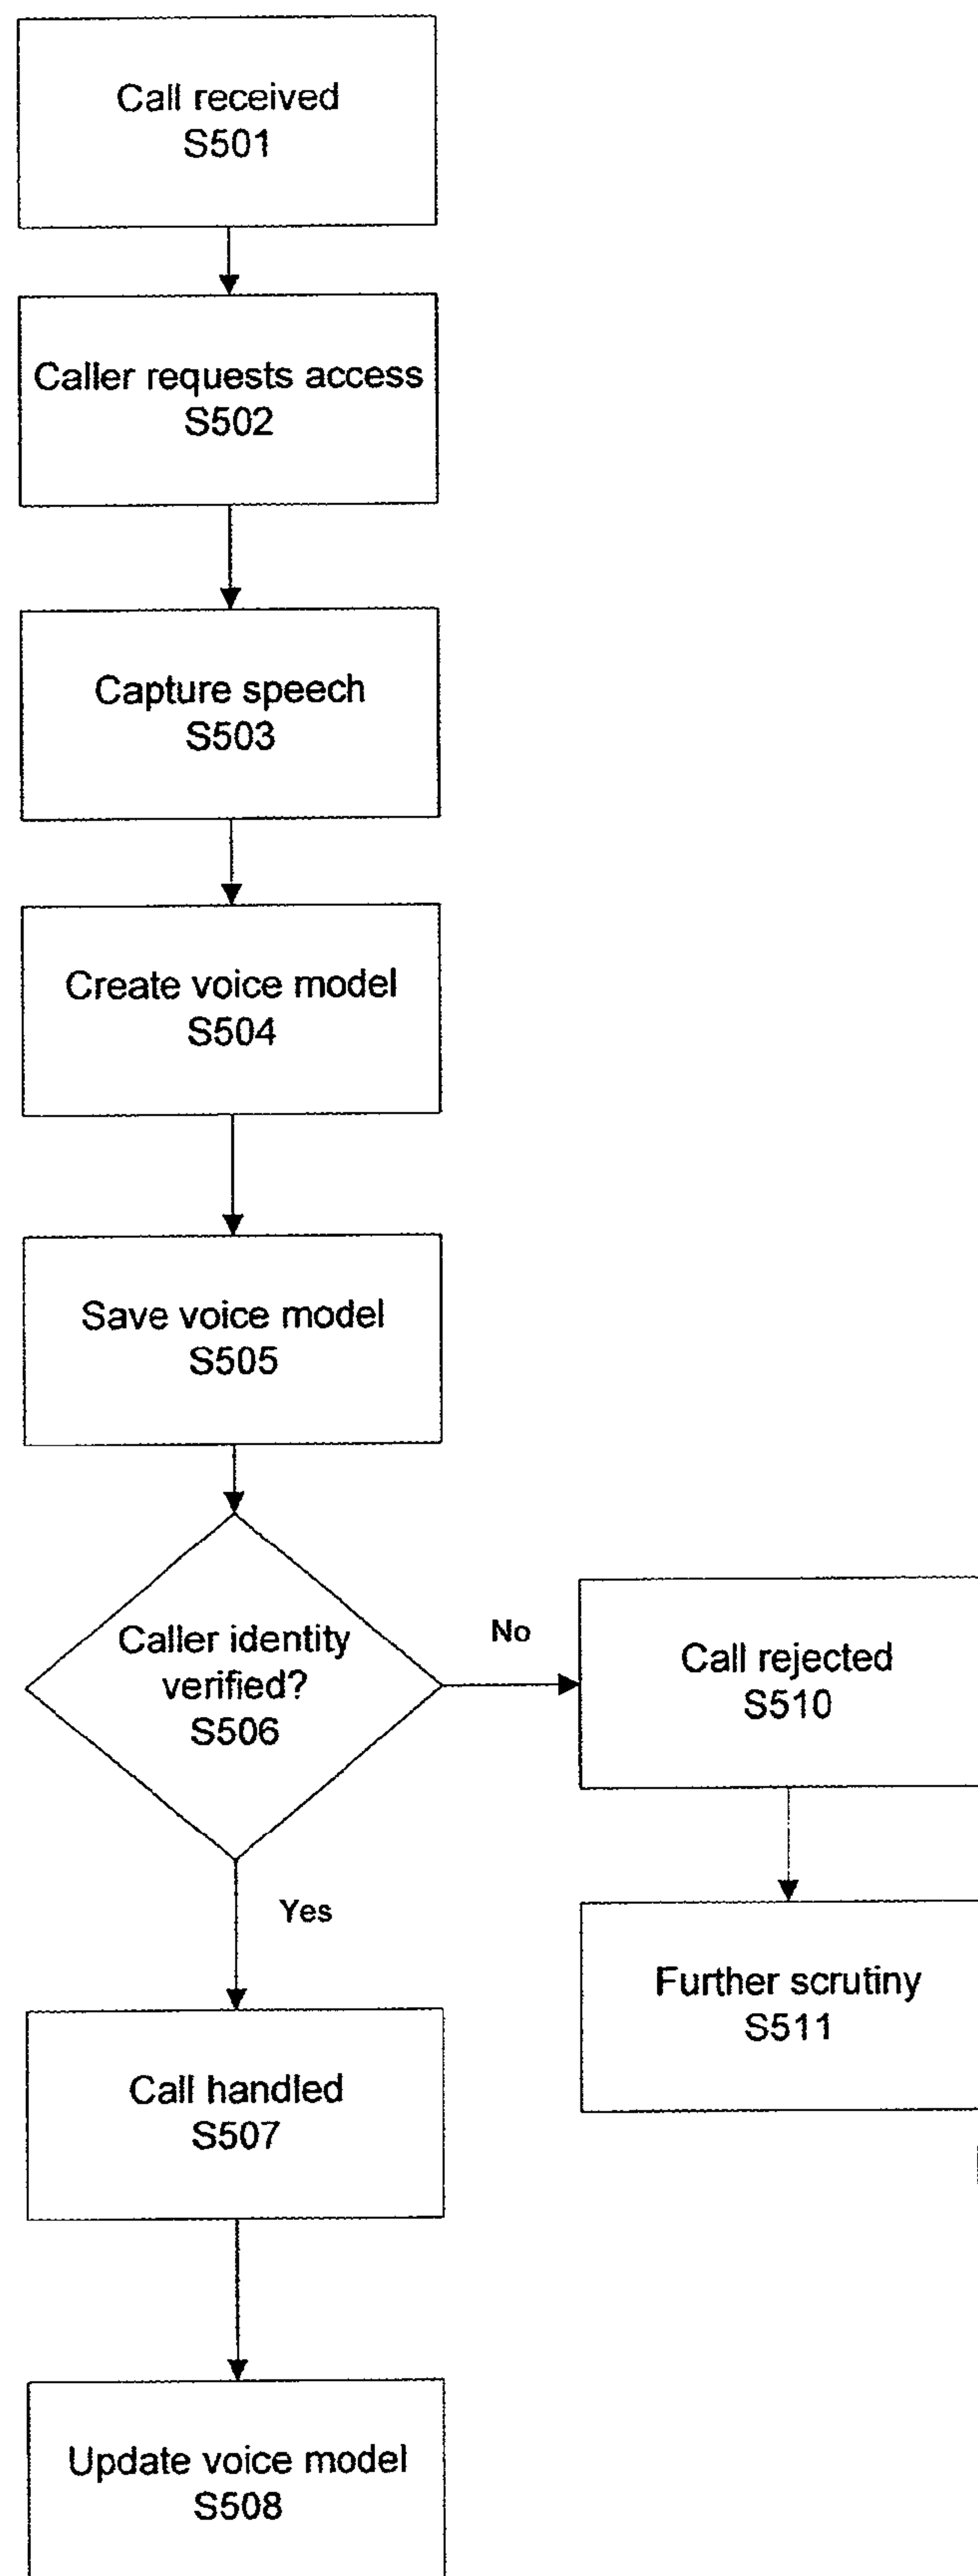 Call received
S501
Caller requests access
S502
Capture speech
S503
Create voice model
S504
Save voice model
S505
Caller identity
verified?
S506
No
Call rejected
S510
Yes
Further scrutiny
S511
Call handled
S507
Update voice model
S508